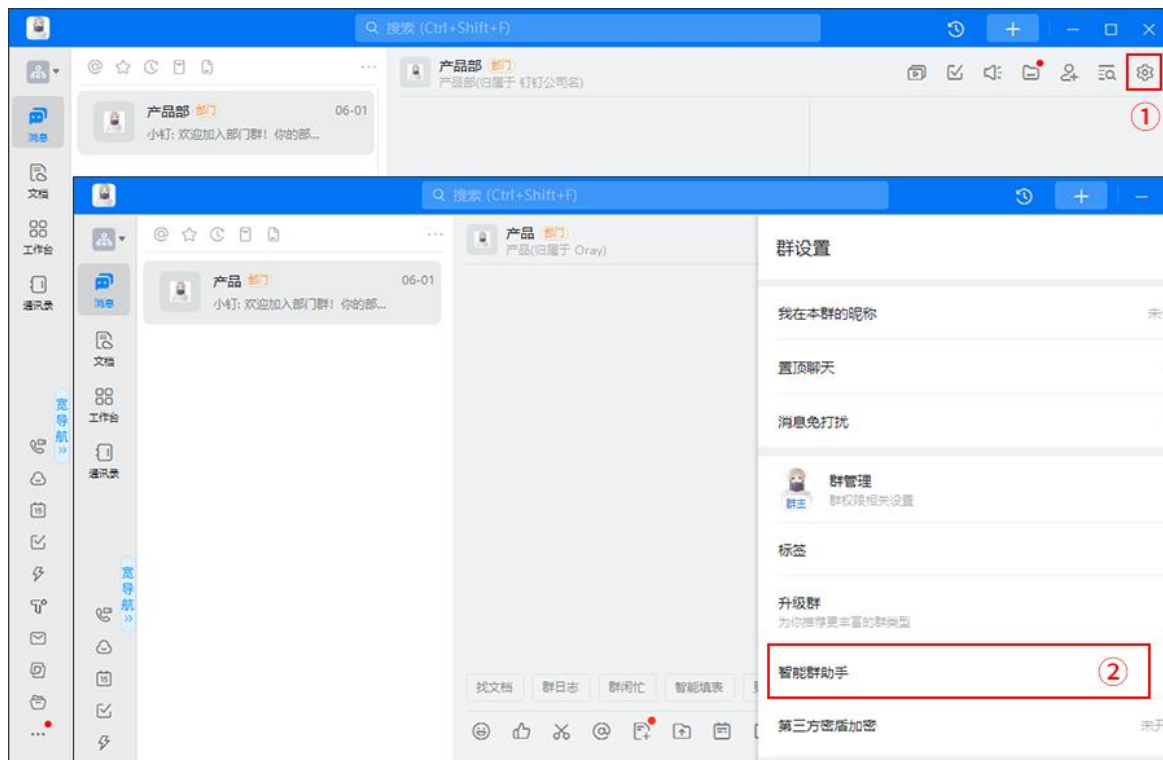 搜索 (Ctrl+Shift+F)
产品部 部门
产品部(归属于 钉钉公司名)
①
产品部 部门
06-01
小钉: 欢迎加入部门群！你的部...
消息
文档
工作台
通讯录
宽导航
15
搜索 (Ctrl+Shift+F)
产品 部门
产品(归属于 Oray)
产品 部门
06-01
小钉: 欢迎加入部门群！你的部...
消息
文档
工作台
通讯录
宽导航
15
找文档
群日志
群闲忙
智能填表
群设置
我在本群的昵称
置顶聊天
消息免打扰
群管理
群主
群权限相关设置
标签
升级群
为你推荐更丰富的群类型
智能群助手
②
第三方密盾加密